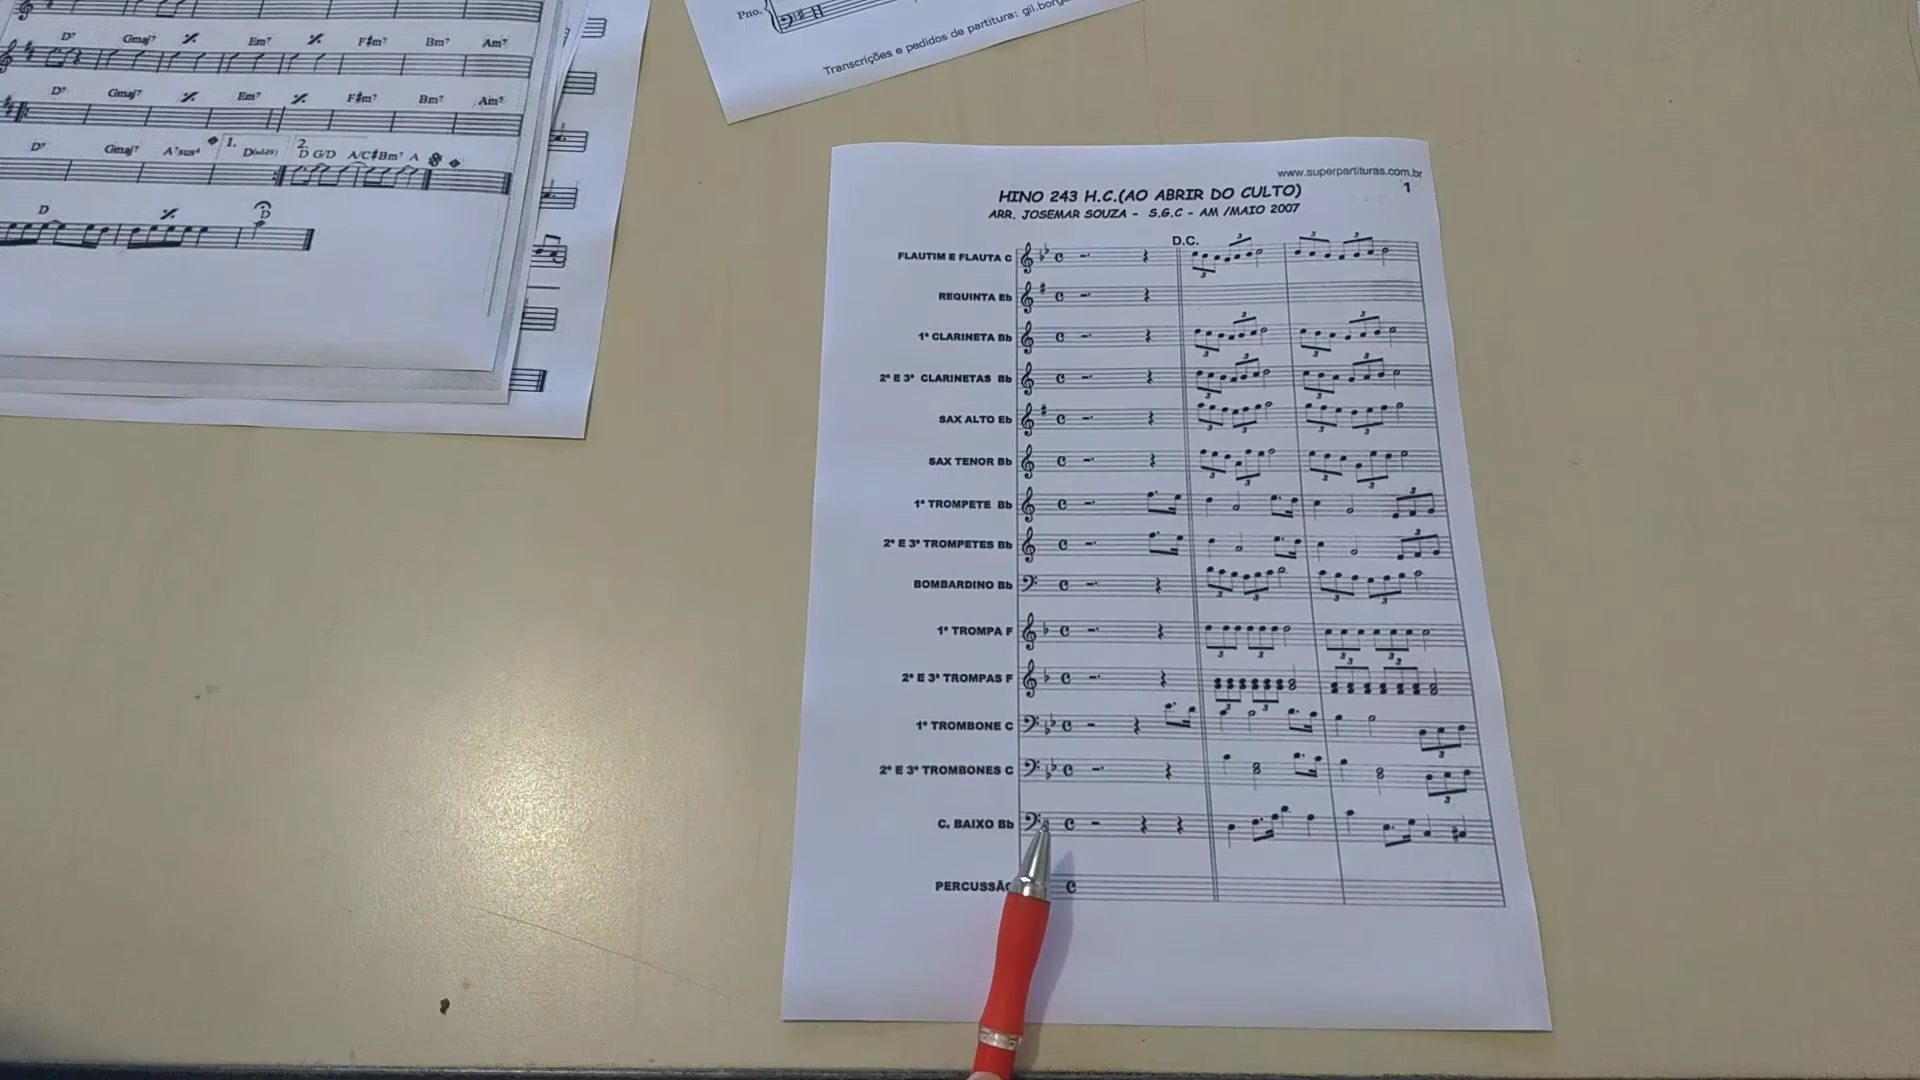 D7 Gmaj7 Em7 F#m7 Bm7 Am7
D7 Gmaj7 Em7 F#m7 Bm7 Am7
D7 Gmaj7 A7sus4 1. D(add9) 2. D G/D A/C# Bm7 A
D D
Pno.
Transcrições e pedidos de partitura: gil.borg
www.superpartituras.com.br
1
HINO 243 H.C.(AO ABRIR DO CULTO)
ARR. JOSEMAR SOUZA - S.G.C - AM /MAIO 2007
D.C.
FLAUTIM E FLAUTA C
REQUINTA Eb
1ª CLARINETA Bb
2ª E 3ª CLARINETAS Bb
SAX ALTO Eb
SAX TENOR Bb
1º TROMPETE Bb
2º E 3º TROMPETES Bb
BOMBARDINO Bb
1ª TROMPA F
2ª E 3ª TROMPAS F
1º TROMBONE C
2º E 3º TROMBONES C
C. BAIXO Bb
PERCUSSÃO